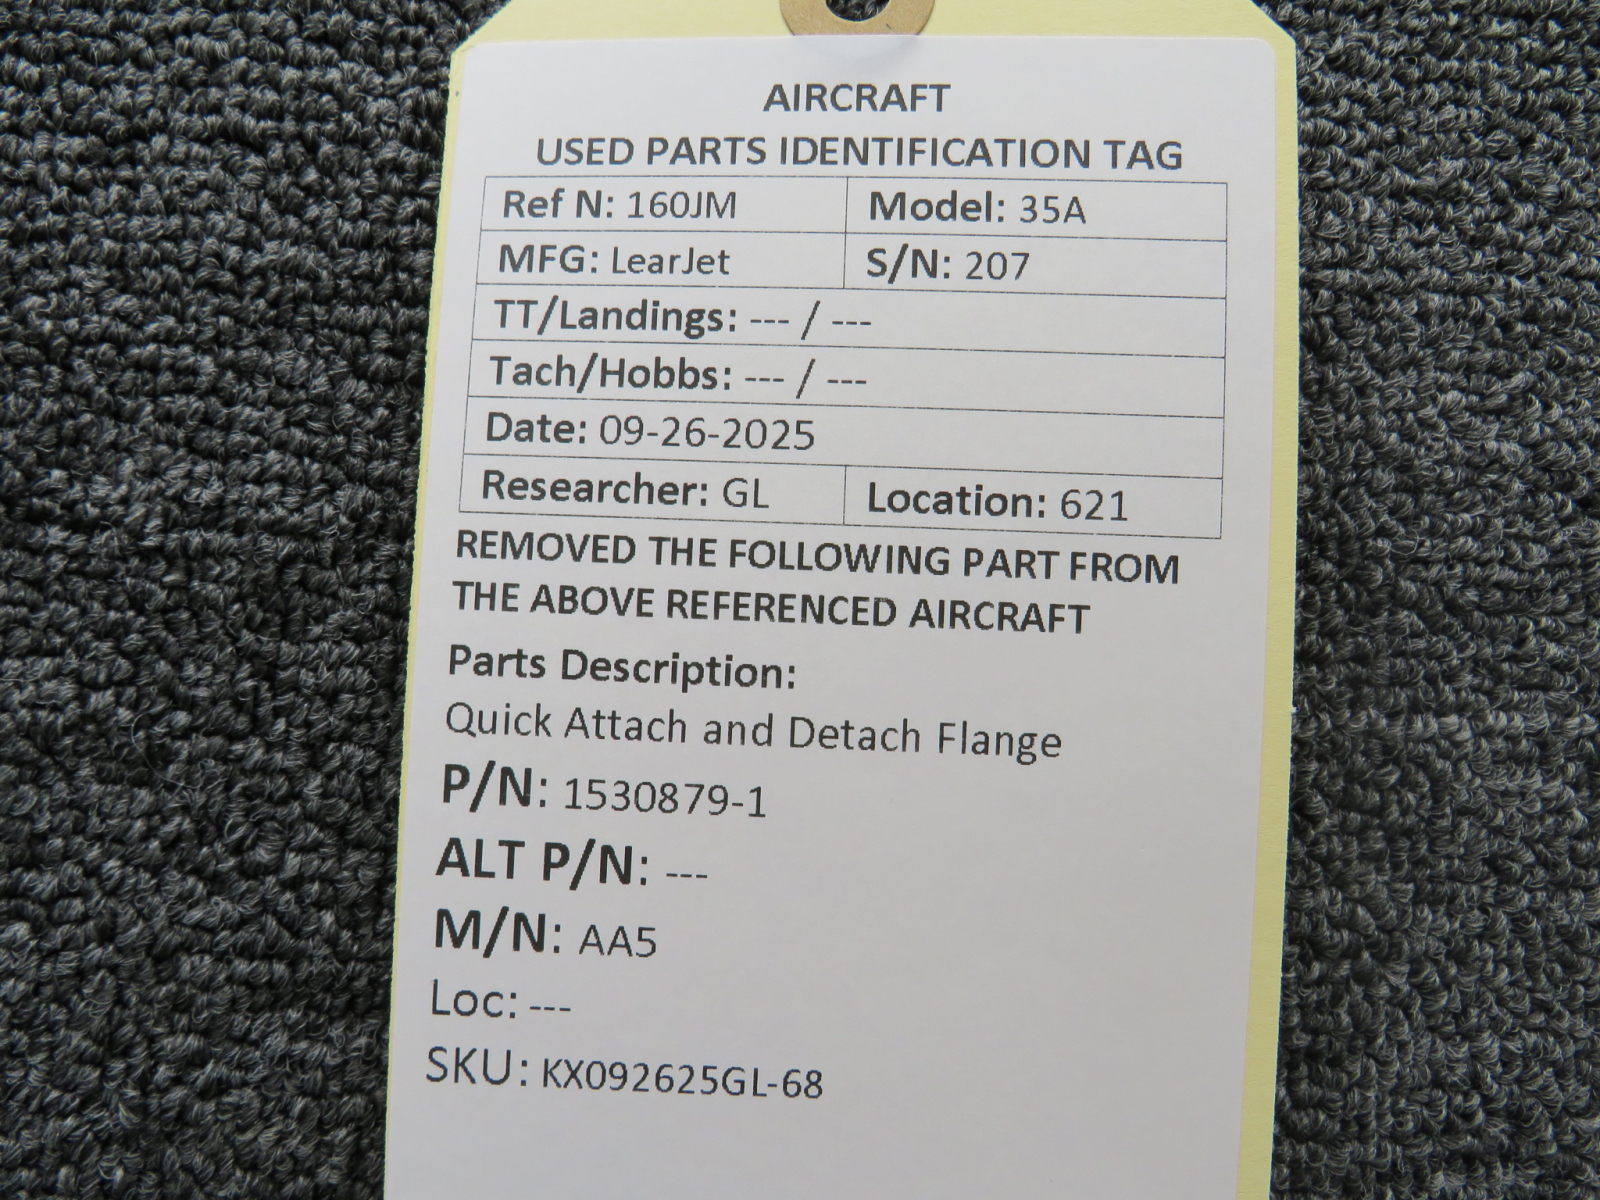 AIRCRAFT
USED PARTS IDENTIFICATION TAG
Ref N: 160JM Model: 35A
MFG: LearJet S/N: 207
TT/Landings: --- / ---
Tach/Hobbs: --- / ---
Date: 09-26-2025
Researcher: GL Location: 621
REMOVED THE FOLLOWING PART FROM
THE ABOVE REFERENCED AIRCRAFT
Parts Description:
Quick Attach and Detach Flange
P/N: 1530879-1
ALT P/N: ---
M/N: AA5
Loc: ---
SKU: KX092625GL-68